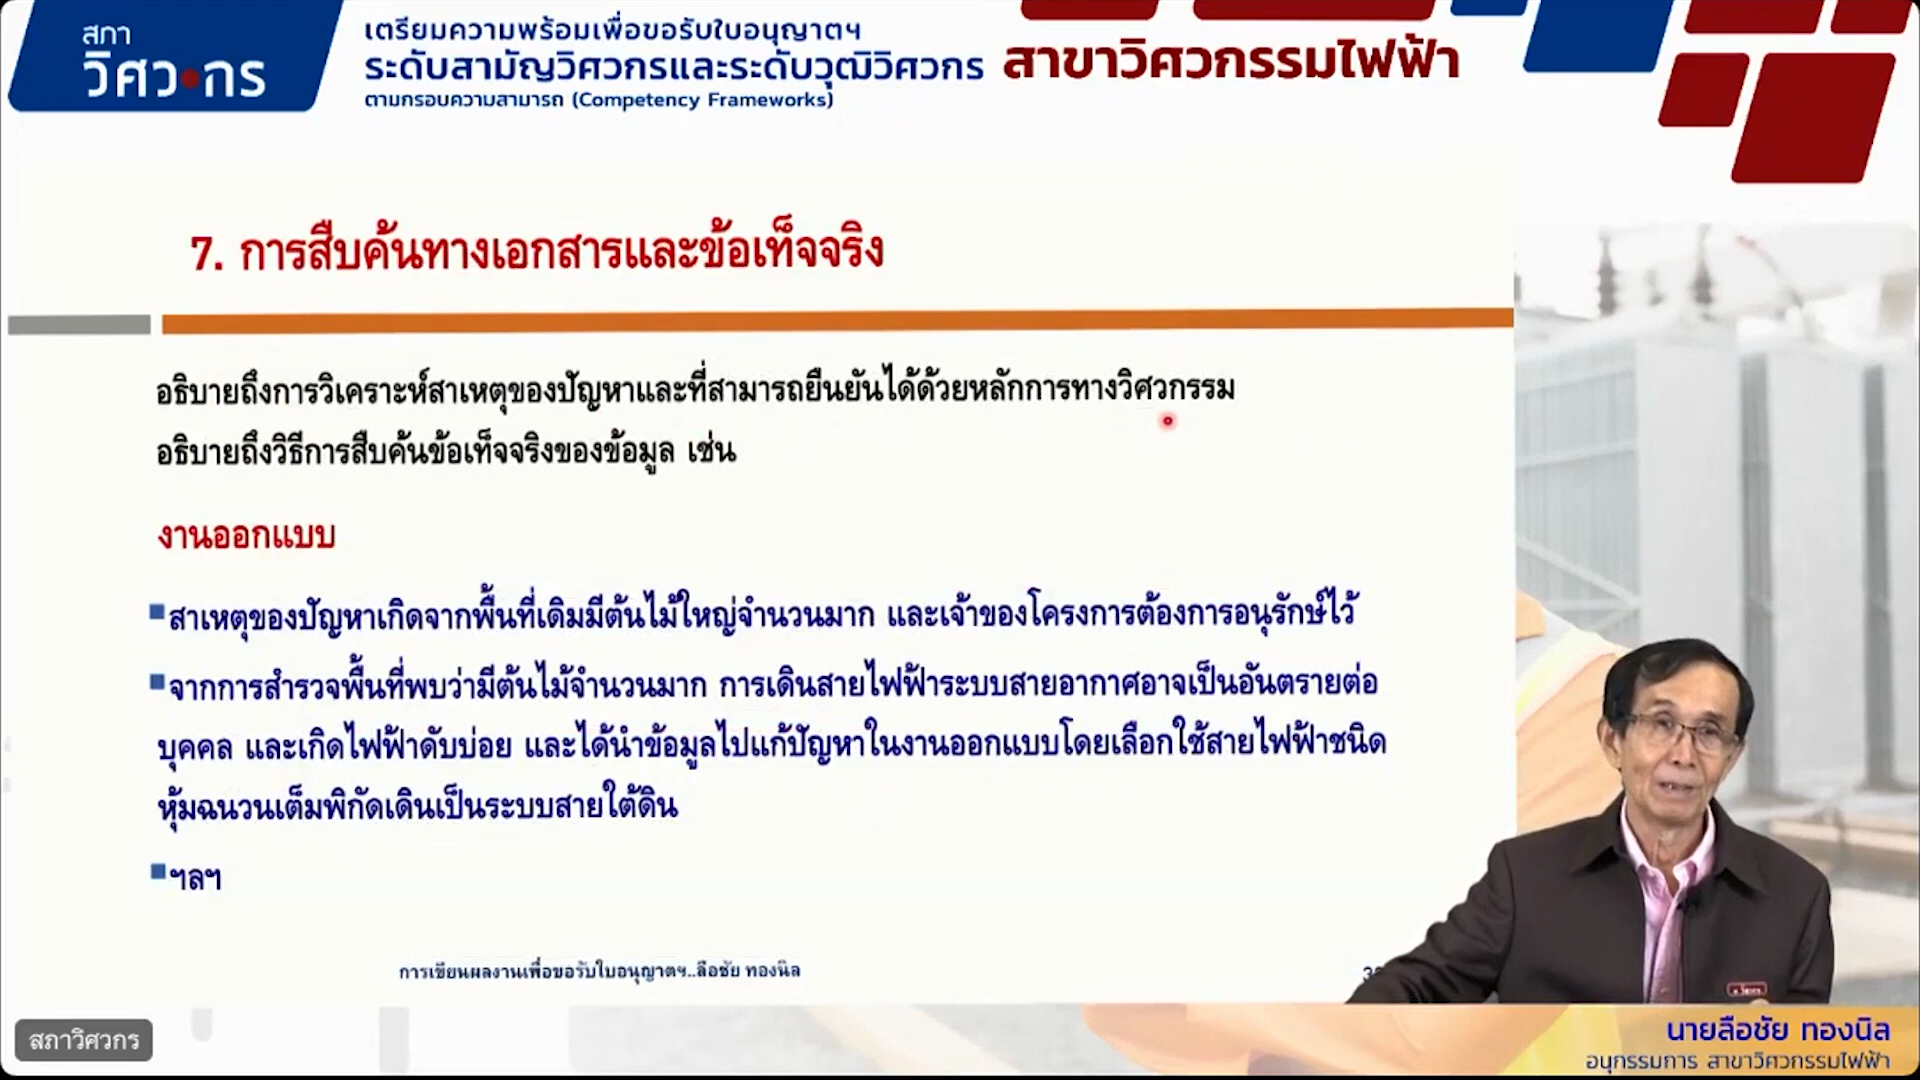 สภา
วิศวกร
เตรียมความพร้อมเพื่อขอรับใบอนุญาตฯ
ระดับสามัญวิศวกรและระดับวุฒิวิศวกร สาขาวิศวกรรมไฟฟ้า
ตามกรอบความสามารถ (Competency Frameworks)
7. การสืบค้นทางเอกสารและข้อเท็จจริง
อธิบายถึงการวิเคราะห์สาเหตุของปัญหาและที่สามารถยืนยันได้ด้วยหลักการทางวิศวกรรม
อธิบายถึงวิธีการสืบค้นข้อเท็จจริงของข้อมูล เช่น
งานออกแบบ
สาเหตุของปัญหาเกิดจากพื้นที่เดิมมีต้นไม้ใหญ่จำนวนมาก และเจ้าของโครงการต้องการอนุรักษ์ไว้
จากการสำรวจพื้นที่พบว่ามีต้นไม้จำนวนมาก การเดินสายไฟฟ้าระบบสายอากาศอาจเป็นอันตรายต่อ
บุคคล และเกิดไฟฟ้าดับบ่อย และได้นำข้อมูลไปแก้ปัญหาในงานออกแบบโดยเลือกใช้สายไฟฟ้าชนิด
หุ้มฉนวนเต็มพิกัดเดินเป็นระบบสายใต้ดิน
ฯลฯ
การเขียนผลงานเพื่อขอรับใบอนุญาตฯ..ลือชัย ทองนิล
สภาวิศวกร
นายลือชัย ทองนิล
อนุกรรมการ สาขาวิศวกรรมไฟฟ้า